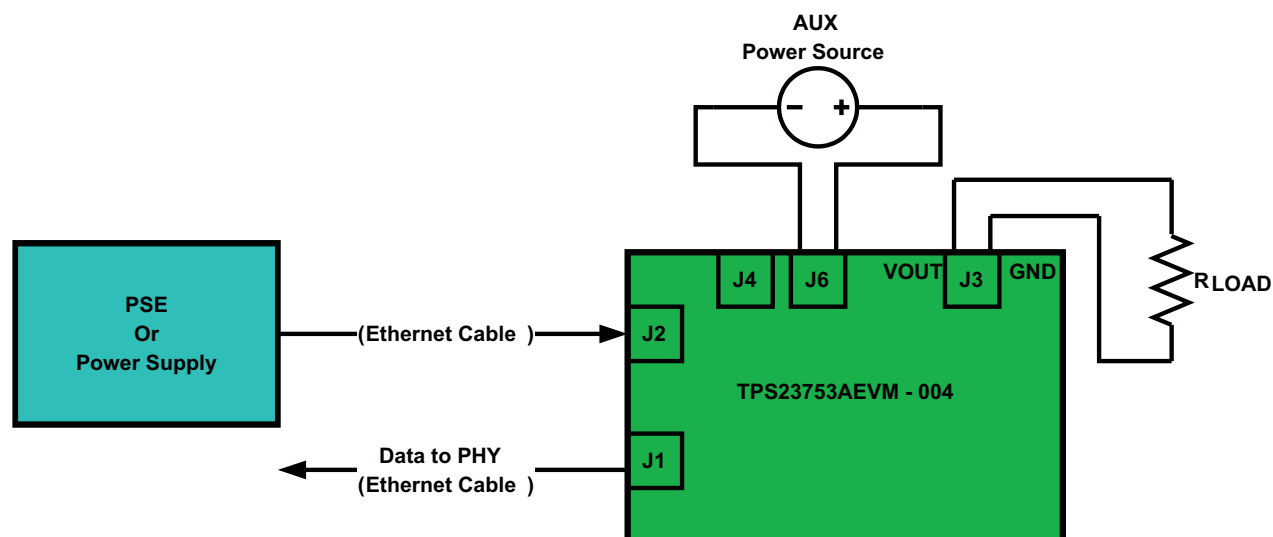 AUX
Power Source
- +
J4
J6
VOUT
J3
GND
RLOAD
PSE
Or
Power Supply
(Ethernet Cable )
J2
TPS23753AEVM - 004
Data to PHY
(Ethernet Cable )
J1